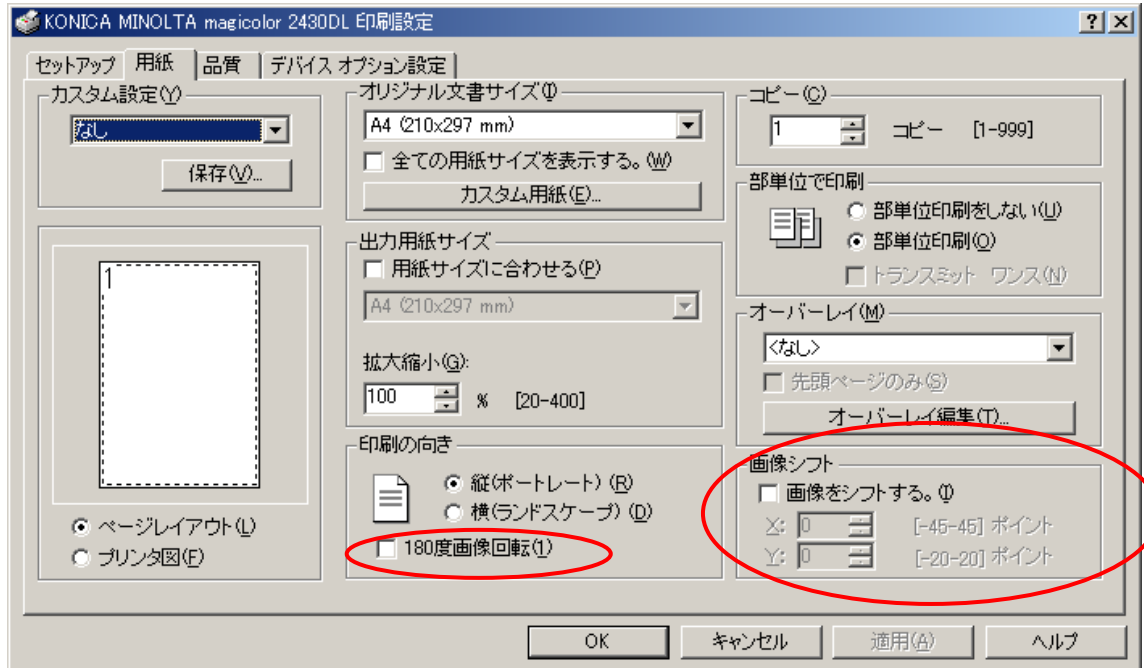 KONICA MINOLTA magicolor 2430DL 印刷設定
セットアップ 用紙 品質 デバイス オプション設定
カスタム設定(Y)
なし
保存(V)...
1
ページレイアウト(L)
プリンタ図(F)
オリジナル文書サイズ(I)
A4 (210x297 mm)
全ての用紙サイズを表示する。(W)
カスタム用紙(E)...
出力用紙サイズ
用紙サイズに合わせる(P)
A4 (210x297 mm)
拡大縮小(G):
100 % [20-400]
印刷の向き
縦(ポートレート) (R)
横(ランドスケープ) (D)
180度画像回転(1)
コピー(C)
1 コピー [1-999]
部単位で印刷
部単位印刷をしない(U)
部単位印刷(O)
トランスミット ワンス(N)
オーバーレイ(M)
<なし>
先頭ページのみ(S)
オーバーレイ編集(T)...
画像シフト
画像をシフトする。(I)
X: 0 [-45-45] ポイント
Y: 0 [-20-20] ポイント
OK キャンセル 適用(A) ヘルプ